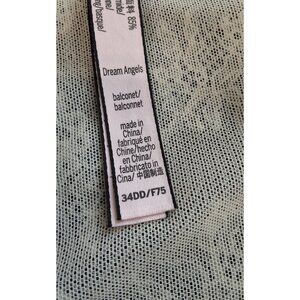 Dream Angels
balconet/
balconnet
made in
China/
fabriqué en
Chine/hecho
en China/
fabbricato in
Cina/ 中国制造
34DD/F75